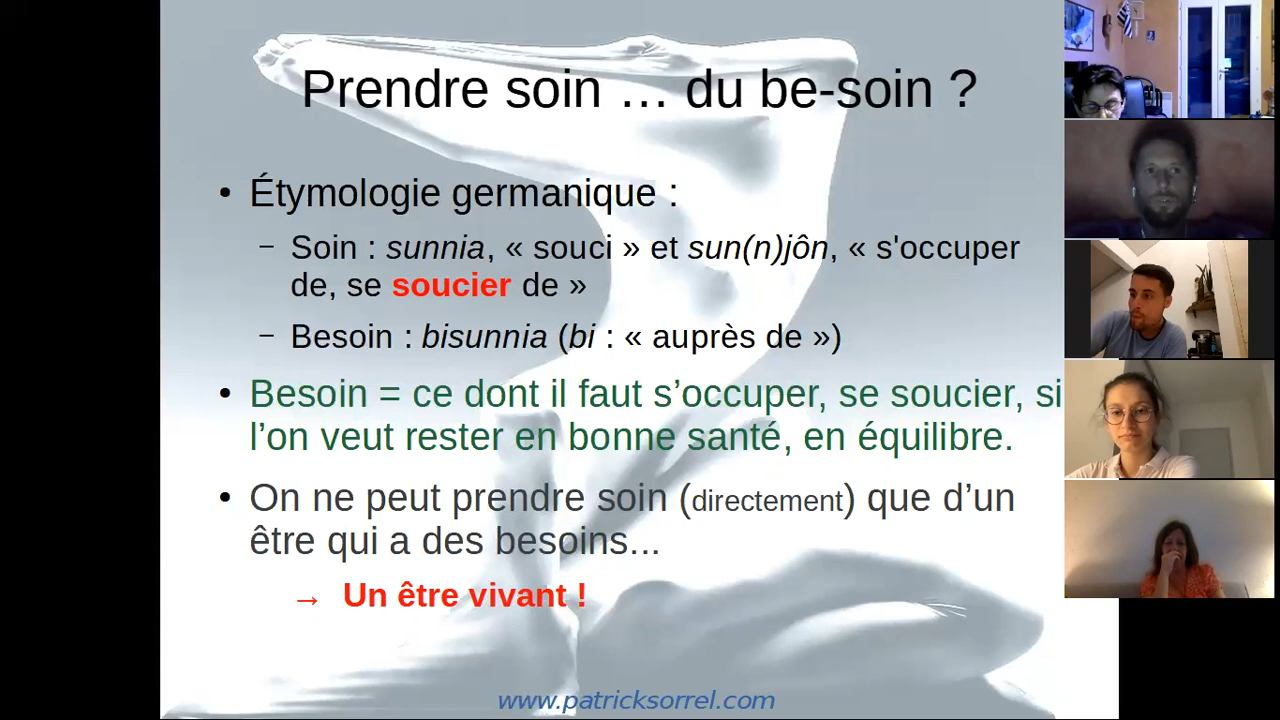 Prendre soin … du be-soin ?
• Étymologie germanique :
– Soin : sunnia, « souci » et sun(n)jôn, « s'occuper
de, se soucier de »
– Besoin : bisunnia (bi : « auprès de »)
• Besoin = ce dont il faut s’occuper, se soucier, si
l’on veut rester en bonne santé, en équilibre.
• On ne peut prendre soin (directement) que d’un
être qui a des besoins...
→ Un être vivant !
www.patricksorrel.com